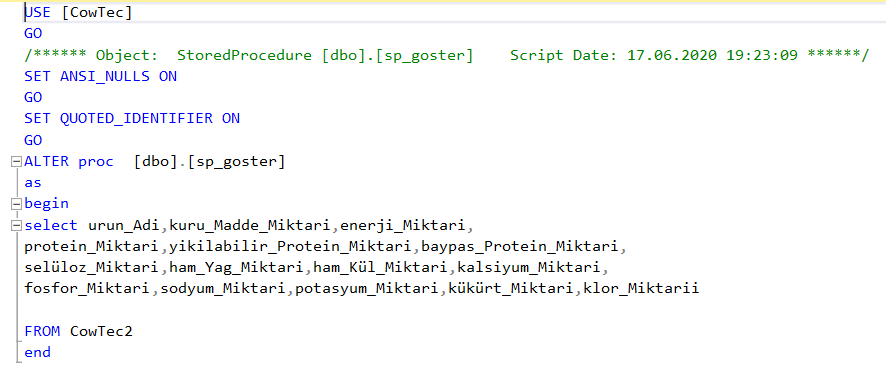 USE [CowTec]
GO
/****** Object:  StoredProcedure [dbo].[sp_goster]    Script Date: 17.06.2020 19:23:09 ******/
SET ANSI_NULLS ON
GO
SET QUOTED_IDENTIFIER ON
GO
ALTER proc  [dbo].[sp_goster]
as
begin
select urun_Adi,kuru_Madde_Miktari,enerji_Miktari,
protein_Miktari,yikilabilir_Protein_Miktari,baypas_Protein_Miktari,
selüloz_Miktari,ham_Yag_Miktari,ham_Kül_Miktari,kalsiyum_Miktari,
fosfor_Miktari,sodyum_Miktari,potasyum_Miktari,kükürt_Miktari,klor_Miktarii
FROM CowTec2
end